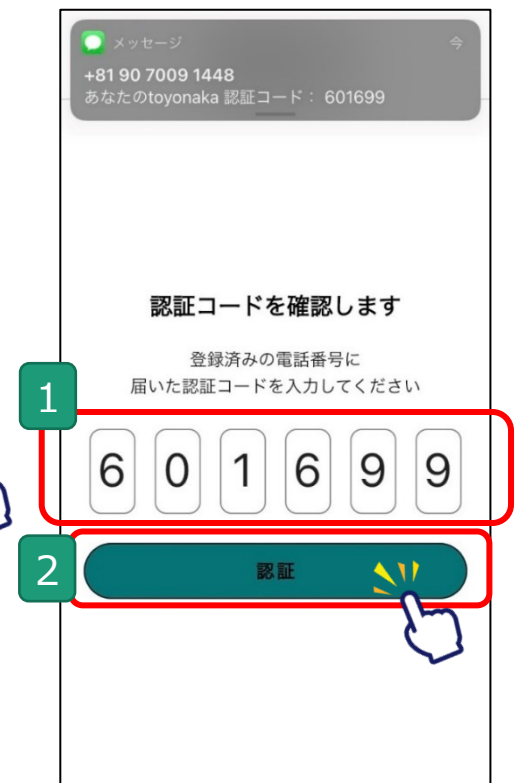 メッセージ
今
+81 90 7009 1448
あなたのtoyonaka 認証コード： 601699
認証コードを確認します
登録済みの電話番号に
届いた認証コードを入力してください
1
6 0 1 6 9 9
2
認証